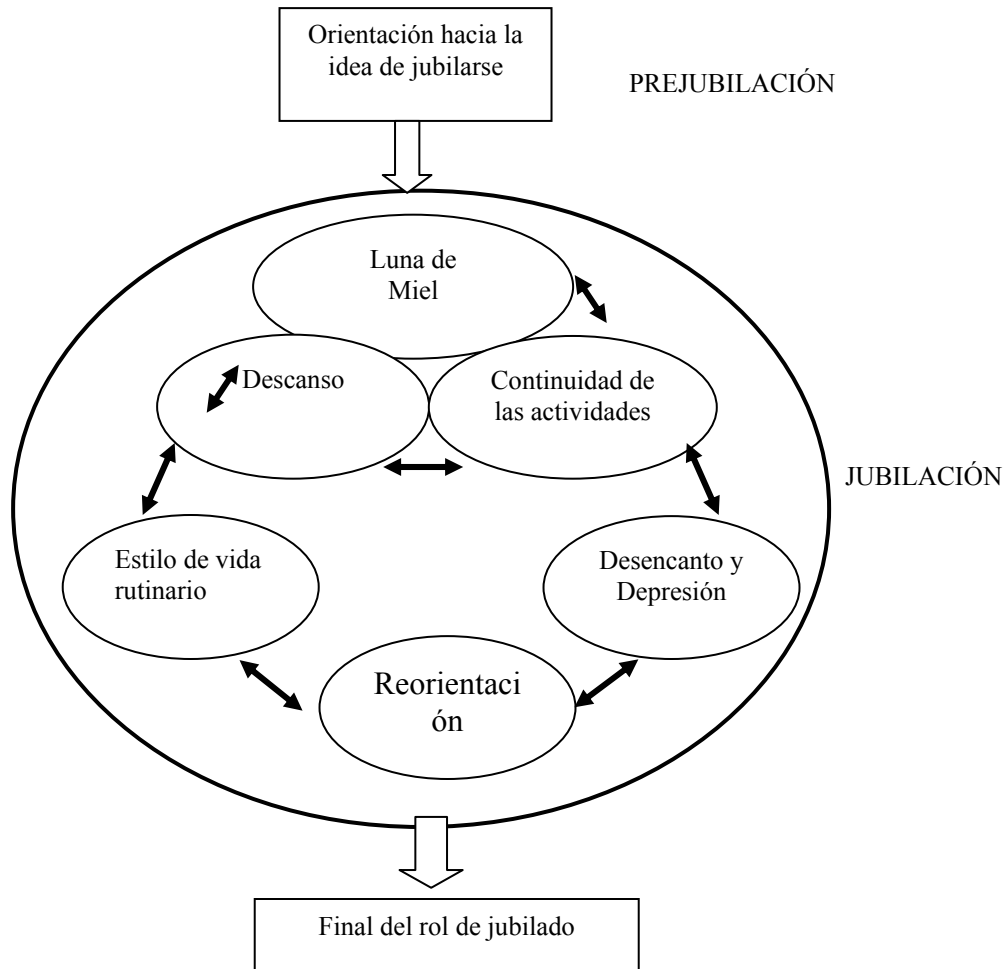 Orientación hacia la
idea de jubilarse
PREJUBILACIÓN
Luna de
Miel
Descanso
Continuidad de
las actividades
JUBILACIÓN
Estilo de vida
rutinario
Desencanto y
Depresión
Reorientaci
ón
Final del rol de jubilado